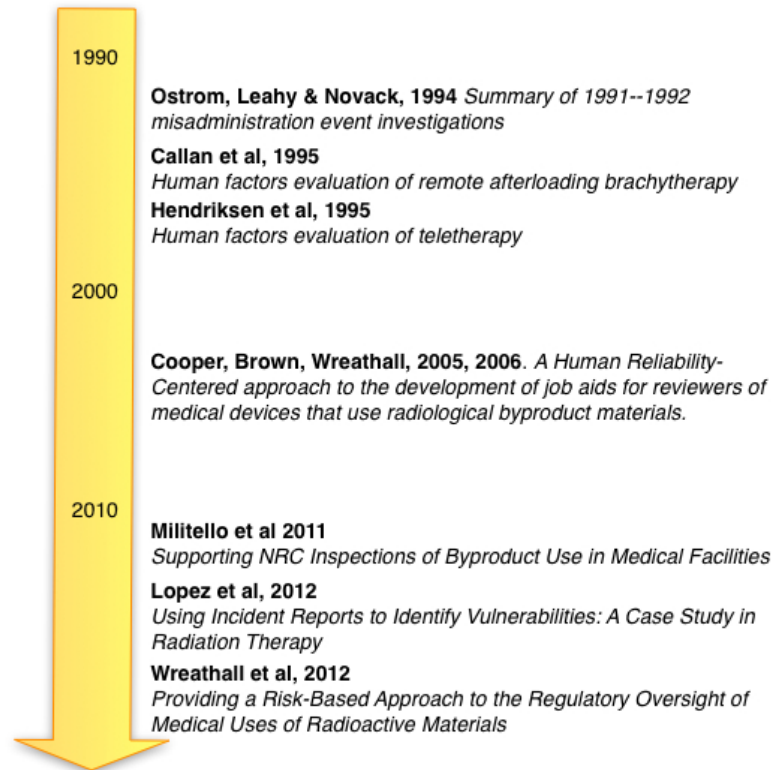 1990
Ostrom, Leahy & Novack, 1994 Summary of 1991--1992
misadministration event investigations
Callan et al, 1995
Human factors evaluation of remote afterloading brachytherapy
Hendriksen et al, 1995
Human factors evaluation of teletherapy
2000
Cooper, Brown, Wreathall, 2005, 2006. A Human Reliability-
Centered approach to the development of job aids for reviewers of
medical devices that use radiological byproduct materials.
2010
Militello et al 2011
Supporting NRC Inspections of Byproduct Use in Medical Facilities
Lopez et al, 2012
Using Incident Reports to Identify Vulnerabilities: A Case Study in
Radiation Therapy
Wreathall et al, 2012
Providing a Risk-Based Approach to the Regulatory Oversight of
Medical Uses of Radioactive Materials